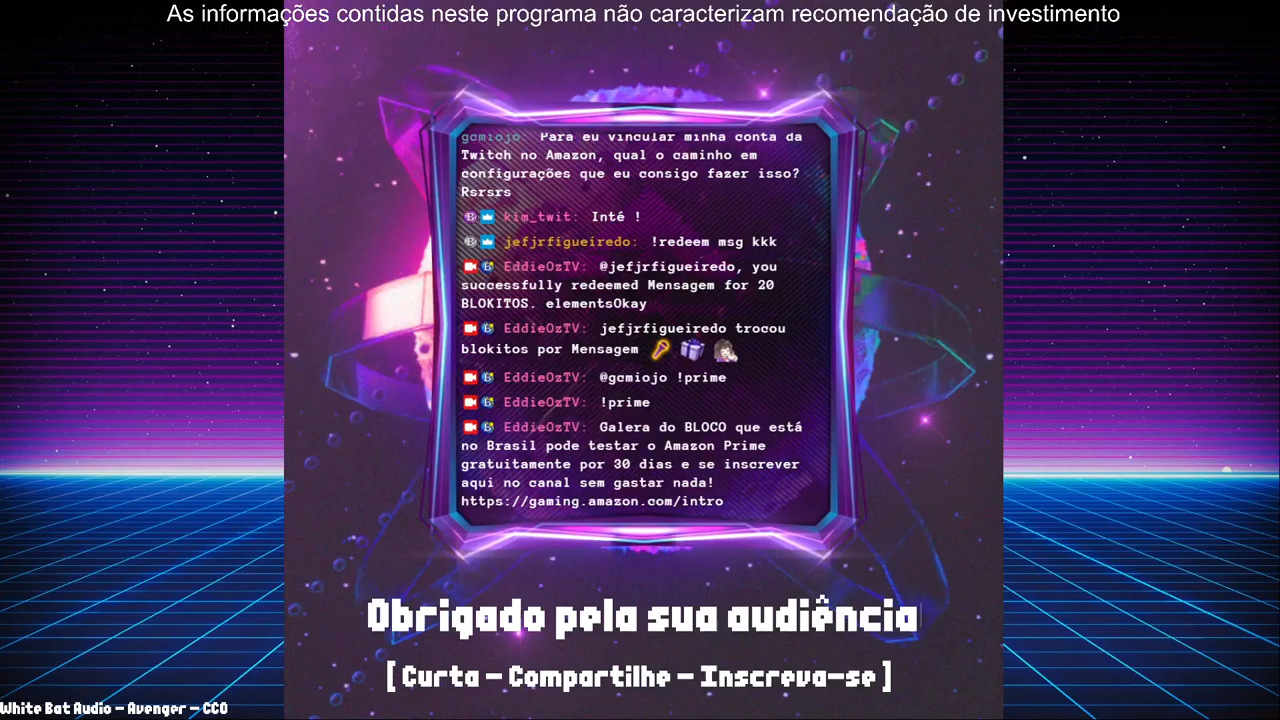 As informações contidas neste programa não caracterizam recomendação de investimento
gcmiojo: Para eu vincular minha conta da
Twitch no Amazon, qual o caminho em
configurações que eu consigo fazer isso?
Rsrsrs
kim_twit: Inté !
jefjrfigueiredo: !redeem msg kkk
EddieOzTV: @jefjrfigueiredo, you
successfully redeemed Mensagem for 20
BLOKITOS. elementsOkay
EddieOzTV: jefjrfigueiredo trocou
blokitos por Mensagem
EddieOzTV: @gcmiojo !prime
EddieOzTV: !prime
EddieOzTV: Galera do BLOCO que está
no Brasil pode testar o Amazon Prime
gratuitamente por 30 dias e se inscrever
aqui no canal sem gastar nada!
https://gaming.amazon.com/intro
Obrigado pela sua audiência
[ Curta - Compartilhe - Inscreva-se ]
White Bat Audio - Avenger - CCO